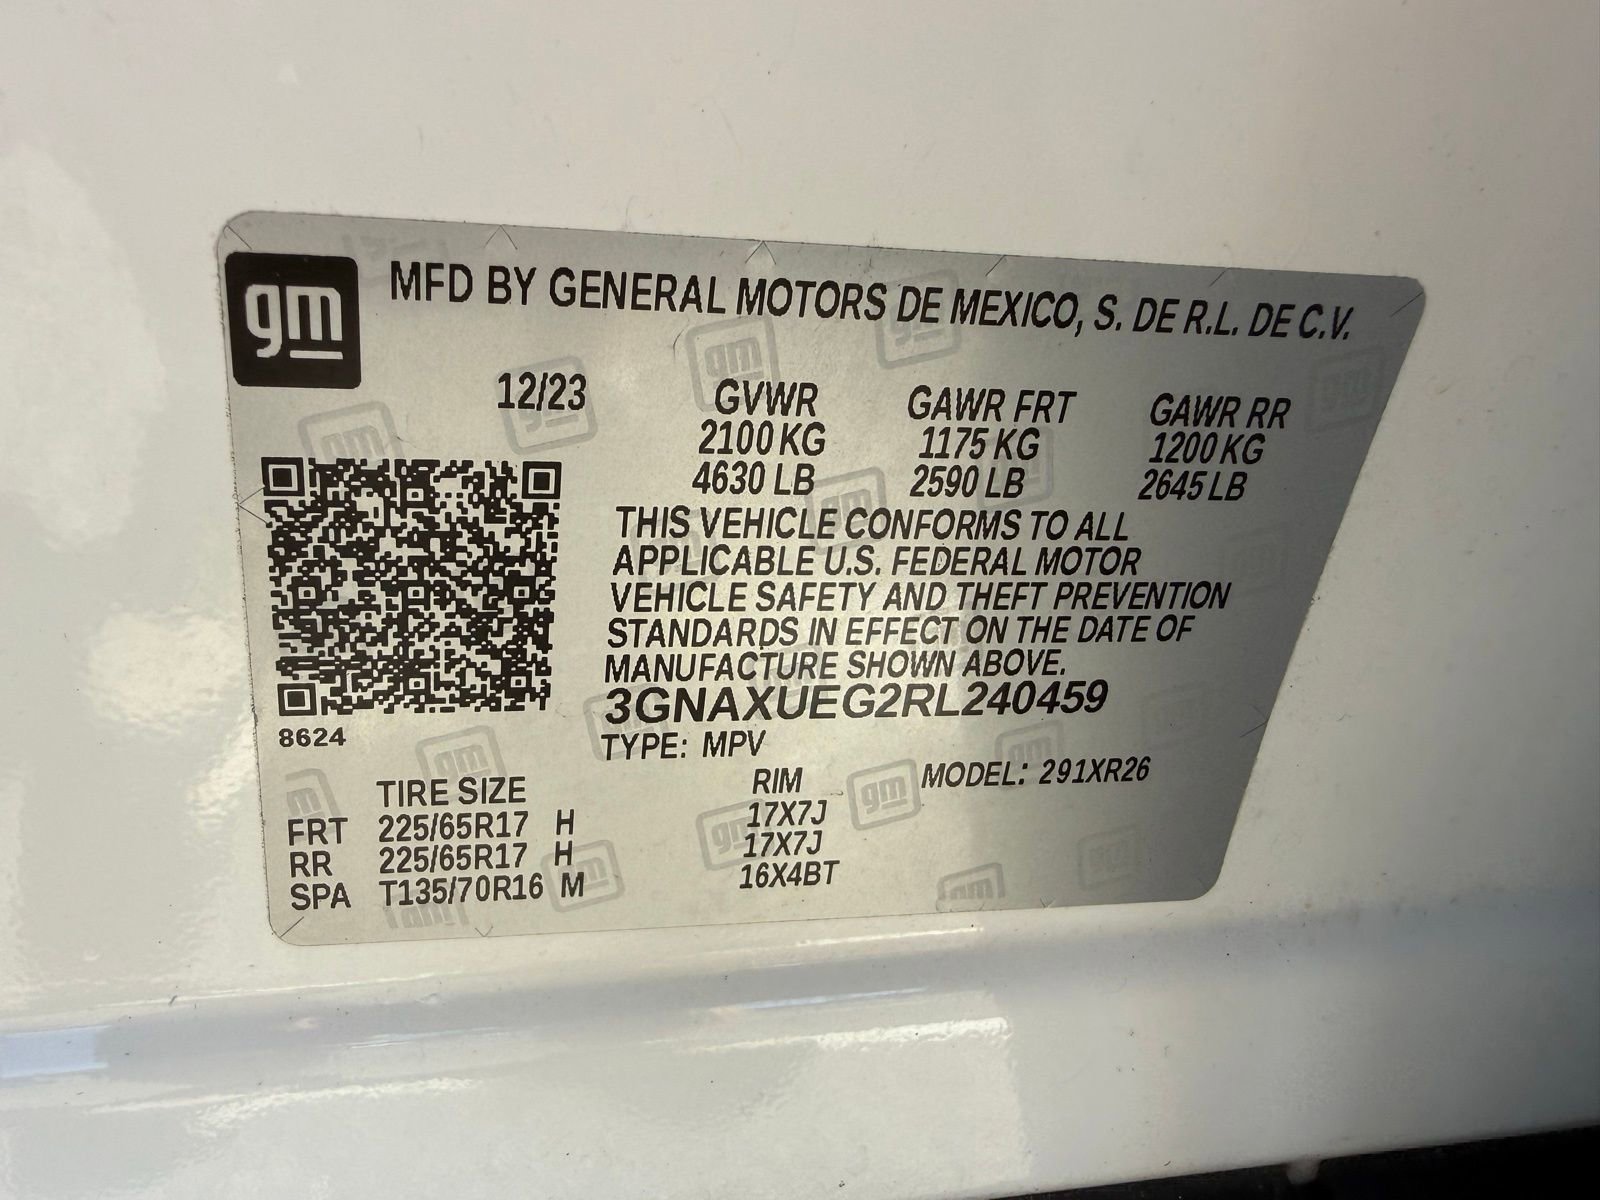 gm
MFD BY GENERAL MOTORS DE MEXICO, S. DE R.L. DE C.V.
12/23 GVWR GAWR FRT GAWR RR
2100 KG 1175 KG 1200 KG
4630 LB 2590 LB 2645 LB
THIS VEHICLE CONFORMS TO ALL
APPLICABLE U.S. FEDERAL MOTOR
VEHICLE SAFETY AND THEFT PREVENTION
STANDARDS IN EFFECT ON THE DATE OF
MANUFACTURE SHOWN ABOVE.
3GNAXUEG2RL240459
8624
TYPE: MPV
TIRE SIZE RIM MODEL: 291XR26
FRT 225/65R17 H 17X7J
RR 225/65R17 H 17X7J
SPA T135/70R16 M 16X4BT